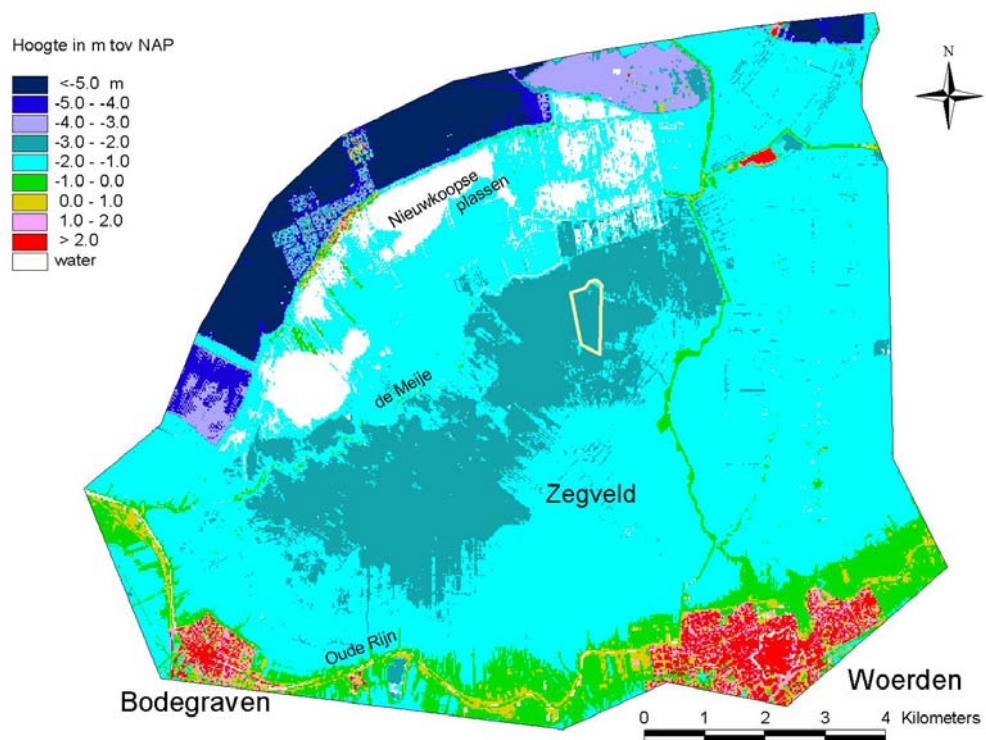 Hoogte in m tov NAP
<-5.0 m
-5.0 - -4.0
-4.0 - -3.0
-3.0 - -2.0
-2.0 - -1.0
-1.0 - 0.0
0.0 - 1.0
1.0 - 2.0
> 2.0
water
N
Nieuwkoopse
plassen
de Meije
Zegveld
Oude Rijn
Bodegraven
Woerden
0 1 2 3 4 Kilometers